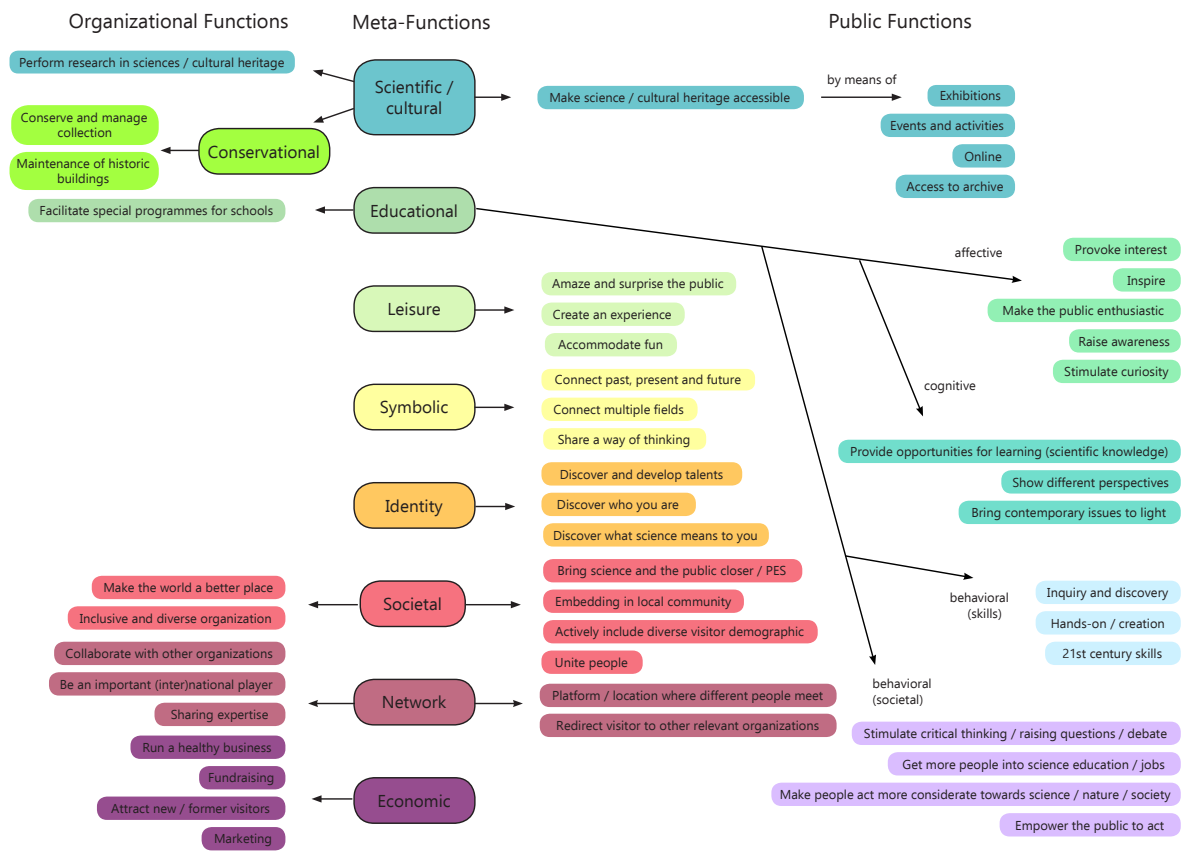 Organizational Functions
Meta-Functions
Public Functions
Perform research in sciences / cultural heritage
Scientific /
cultural
Make science / cultural heritage accessible
by means of
Exhibitions
Events and activities
Online
Access to archive
Conserve and manage
collection
Maintenance of historic
buildings
Conservational
Facilitate special programmes for schools
Educational
affective
Provoke interest
Inspire
Make the public enthusiastic
Raise awareness
Stimulate curiosity
Leisure
Amaze and surprise the public
Create an experience
Accommodate fun
Symbolic
Connect past, present and future
Connect multiple fields
Share a way of thinking
cognitive
Provide opportunities for learning (scientific knowledge)
Show different perspectives
Bring contemporary issues to light
Identity
Discover and develop talents
Discover who you are
Discover what science means to you
Make the world a better place
Inclusive and diverse organization
Societal
Bring science and the public closer / PES
Embedding in local community
Actively include diverse visitor demographic
Unite people
behavioral
(skills)
Inquiry and discovery
Hands-on / creation
21st century skills
Collaborate with other organizations
Be an important (inter)national player
Sharing expertise
Network
Platform / location where different people meet
Redirect visitor to other relevant organizations
behavioral
(societal)
Stimulate critical thinking / raising questions / debate
Get more people into science education / jobs
Make people act more considerate towards science / nature / society
Empower the public to act
Run a healthy business
Fundraising
Attract new / former visitors
Marketing
Economic